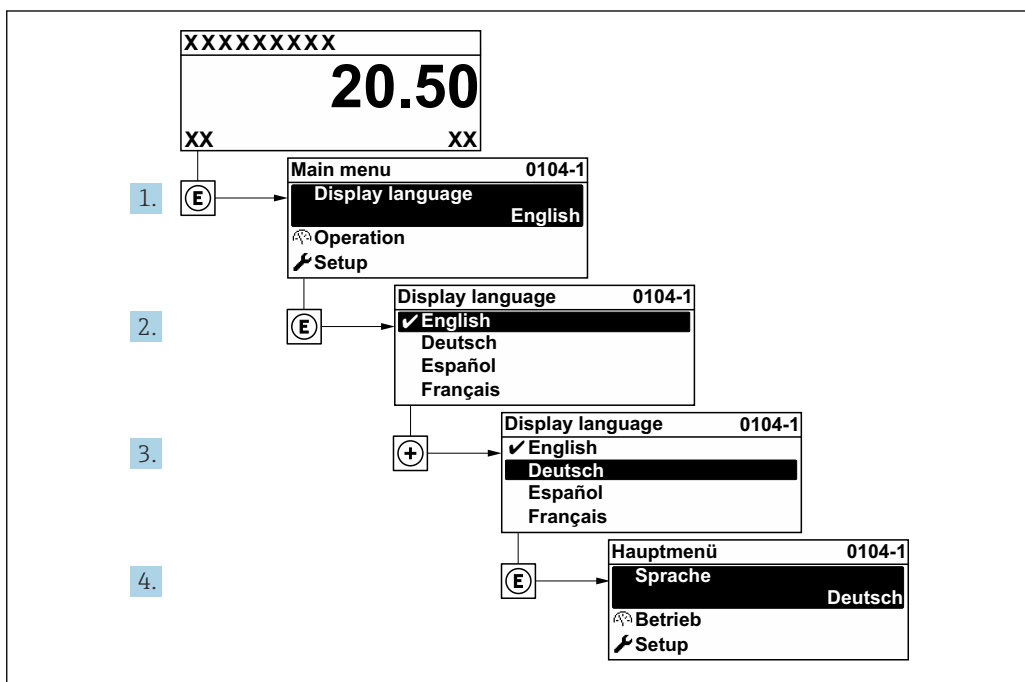 XXXXXXXXX
20.50
XX XX
1. E
Main menu 0104-1
Display language
English
Operation
Setup
2. E
Display language 0104-1
✔English
Deutsch
Español
Français
3. +
Display language 0104-1
✔English
Deutsch
Español
Français
4. E
Hauptmenü 0104-1
Sprache
Deutsch
Betrieb
Setup